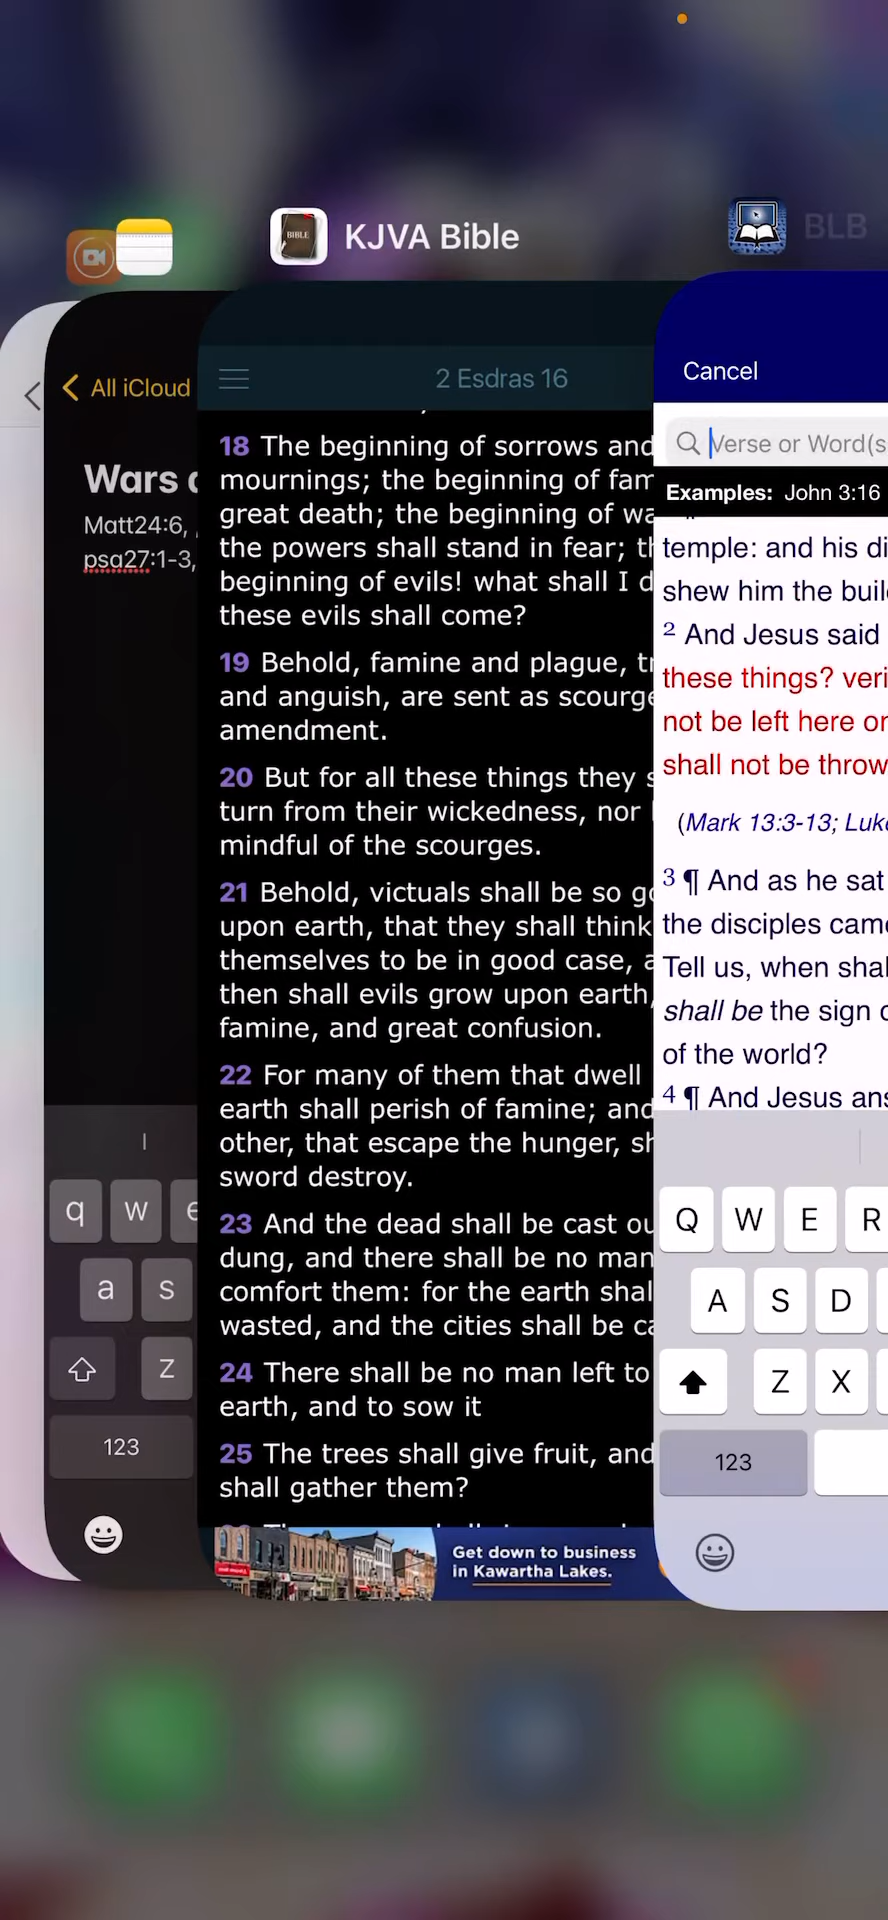 KJVA Bible
BLB
All iCloud
2 Esdras 16
Cancel
Wars
Matt24:6,
psa27:1-3,
18 The beginning of sorrows and
mournings; the beginning of fam
great death; the beginning of wa
the powers shall stand in fear; th
beginning of evils! what shall I d
these evils shall come?
19 Behold, famine and plague, tr
and anguish, are sent as scourge
amendment.
20 But for all these things they s
turn from their wickedness, nor
mindful of the scourges.
21 Behold, victuals shall be so go
upon earth, that they shall think
themselves to be in good case, a
then shall evils grow upon earth,
famine, and great confusion.
22 For many of them that dwell
earth shall perish of famine; and
other, that escape the hunger, sh
sword destroy.
23 And the dead shall be cast ou
dung, and there shall be no man
comfort them: for the earth shal
wasted, and the cities shall be ca
24 There shall be no man left to
earth, and to sow it
25 The trees shall give fruit, and
shall gather them?
BIBLE
Get down to business
in Kawartha Lakes.
Verse or Word(s
Examples: John 3:16
temple: and his di
shew him the build
2 And Jesus said
these things? veri
not be left here or
shall not be throw
(Mark 13:3-13; Luke
3 ¶ And as he sat
the disciples came
Tell us, when shal
shall be the sign o
of the world?
4 ¶ And Jesus ans
q w e
a s
z
123
Q W E R
A S D
Z X
123